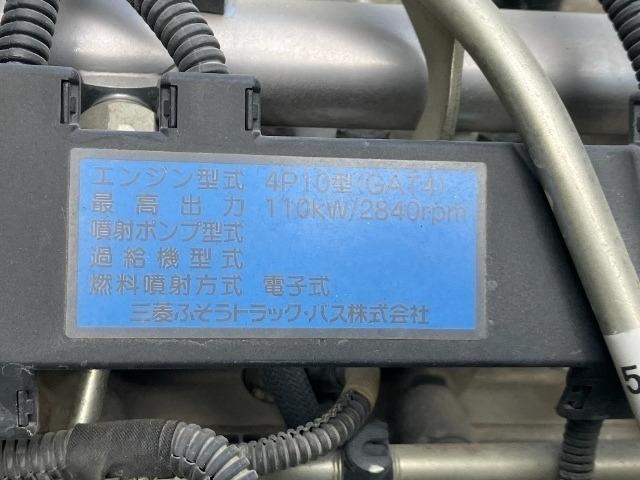 エンジン型式 4P10型(GAT4)
最高出力 110kW/2840rpm
噴射ポンプ型式
過給機型式
燃料噴射方式 電子式
三菱ふそうトラック・バス株式会社
5